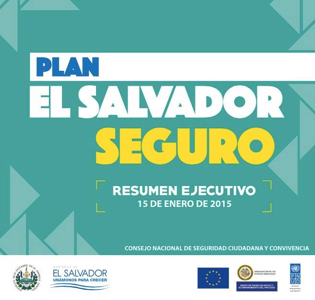 PLAN
EL SALVADOR
SEGURO
RESUMEN EJECUTIVO
15 DE ENERO DE 2015
CONSEJO NACIONAL DE SEGURIDAD CIUDADANA Y CONVIVENCIA
EL SALVADOR
UNÁMONOS PARA CRECER